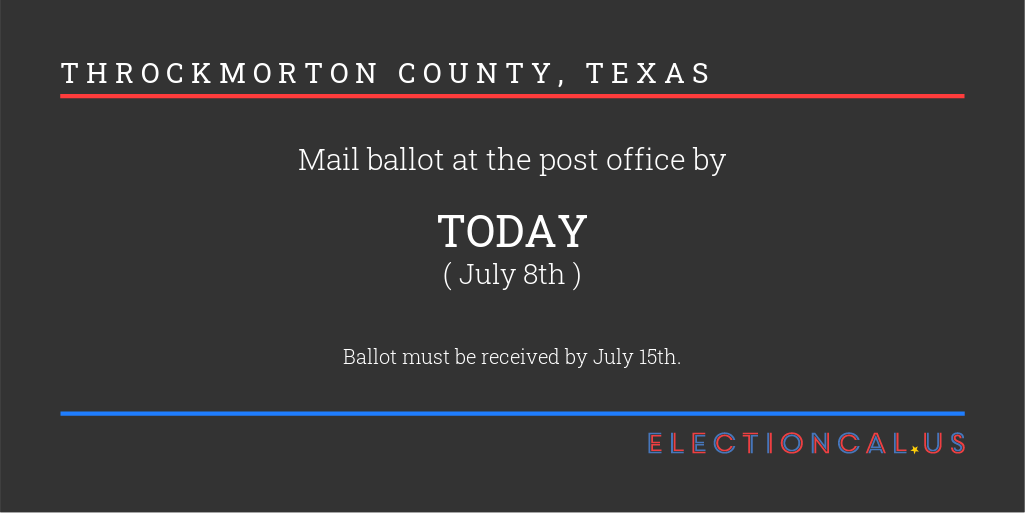 THROCKMORTON COUNTY, TEXAS
Mail ballot at the post office by
TODAY
( July 8th )
Ballot must be received by July 15th.
ELECTIONCAL.US